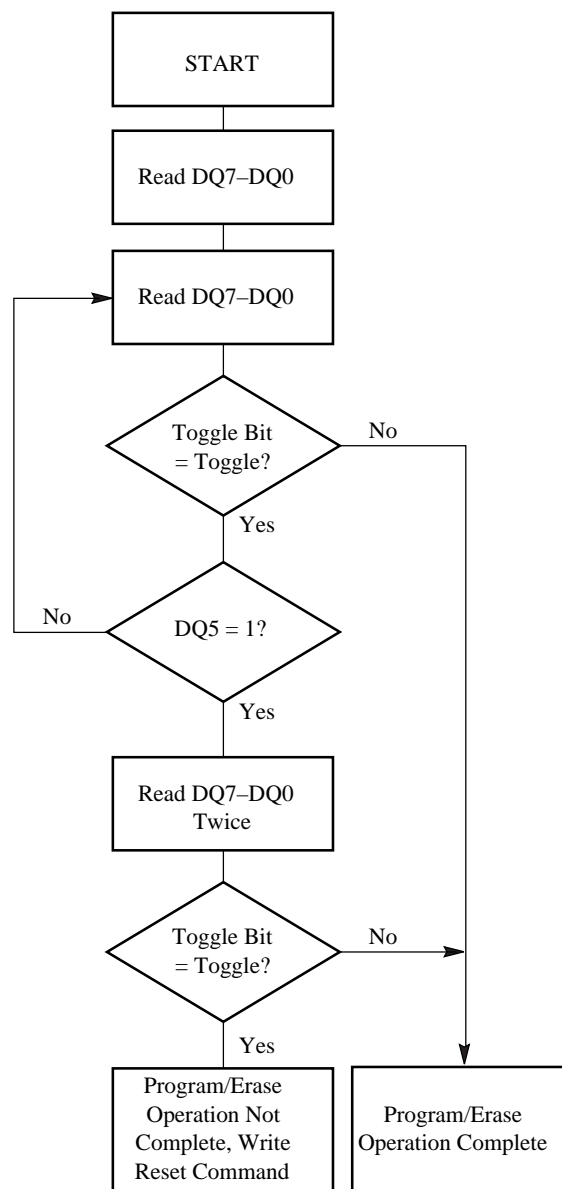 START
Read DQ7–DQ0
Read DQ7–DQ0
Toggle Bit
= Toggle?
No
Yes
No
DQ5 = 1?
Yes
Read DQ7–DQ0
Twice
Toggle Bit
= Toggle?
No
Yes
Program/Erase
Operation Not
Complete, Write
Reset Command
Program/Erase
Operation Complete